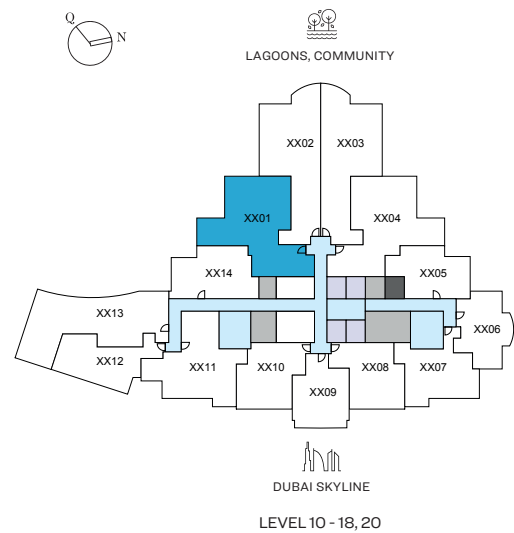 Q
N
LAGOONS, COMMUNITY
XX02
XX03
XX01
XX04
XX14
XX05
XX13
XX06
XX12
XX11
XX10
XX08
XX07
XX09
DUBAI SKYLINE
LEVEL 10 - 18, 20